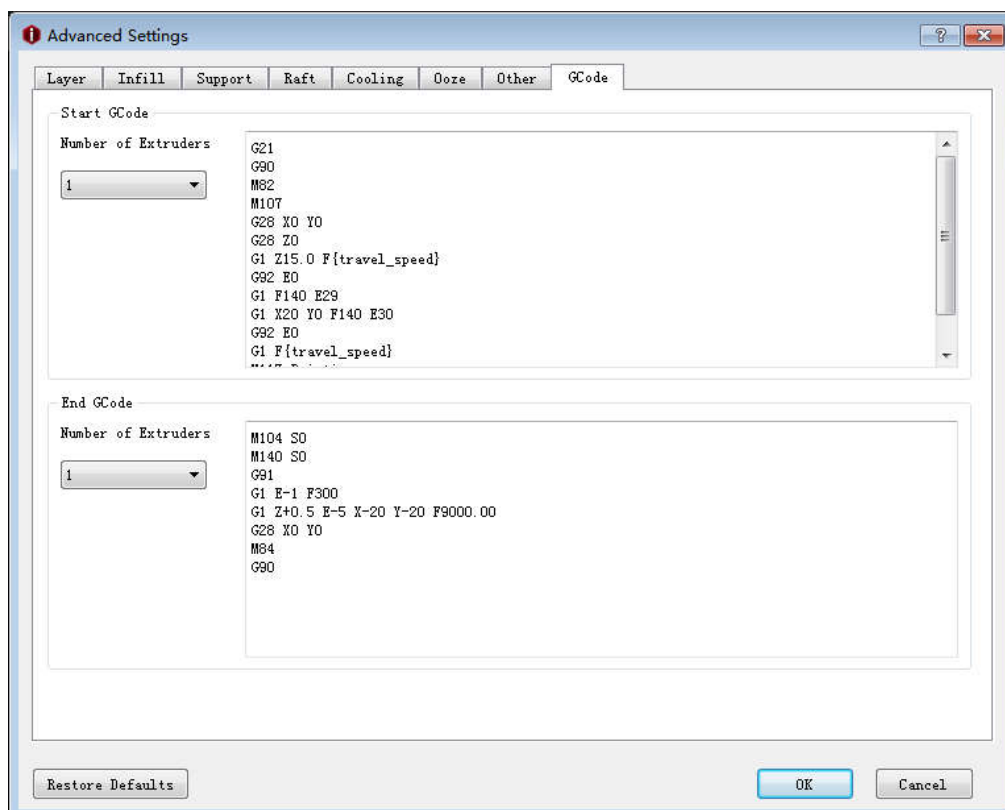 Advanced Settings
Layer Infill Support Raft Cooling Ooze Other GCode
Start GCode
Number of Extruders
1
G21
G90
M82
M107
G28 X0 Y0
G28 Z0
G1 Z15.0 F{travel_speed}
G92 E0
G1 F140 E29
G1 X20 Y0 F140 E30
G92 E0
G1 F{travel_speed}
End GCode
Number of Extruders
1
M104 S0
M140 S0
G91
G1 E-1 F300
G1 Z+0.5 E-5 X-20 Y-20 F9000.00
G28 X0 Y0
M84
G90
Restore Defaults
OK
Cancel